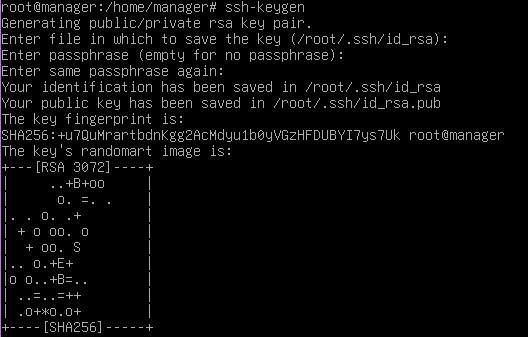 root@manager:/home/manager# ssh-keygen
Generating public/private rsa key pair.
Enter file in which to save the key (/root/.ssh/id_rsa):
Enter passphrase (empty for no passphrase):
Enter same passphrase again:
Your identification has been saved in /root/.ssh/id_rsa
Your public key has been saved in /root/.ssh/id_rsa.pub
The key fingerprint is:
SHA256:+u7QuMrartbdnKgg2AcMdyu1b0yVGzHFDUBYI7ys7Uk root@manager
The key's randomart image is:
+---[RSA 3072]----+
|     ..+B+oo     |
|      o. =. .    |
|. . o. .+        |
| + o oo. o       |
|  + oo. S        |
|.. o.+E+         |
|o o..+B=..       |
| ..=..=++        |
| .o+*o.o+        |
+----[SHA256]-----+